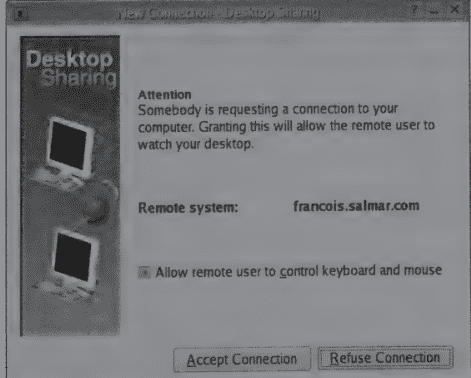 New Connection - Desktop Sharing
Desktop
Sharing
Attention
Somebody is requesting a connection to your
computer. Granting this will allow the remote user to
watch your desktop.
Remote system: francois.salmar.com
Allow remote user to control keyboard and mouse
Accept Connection Refuse Connection